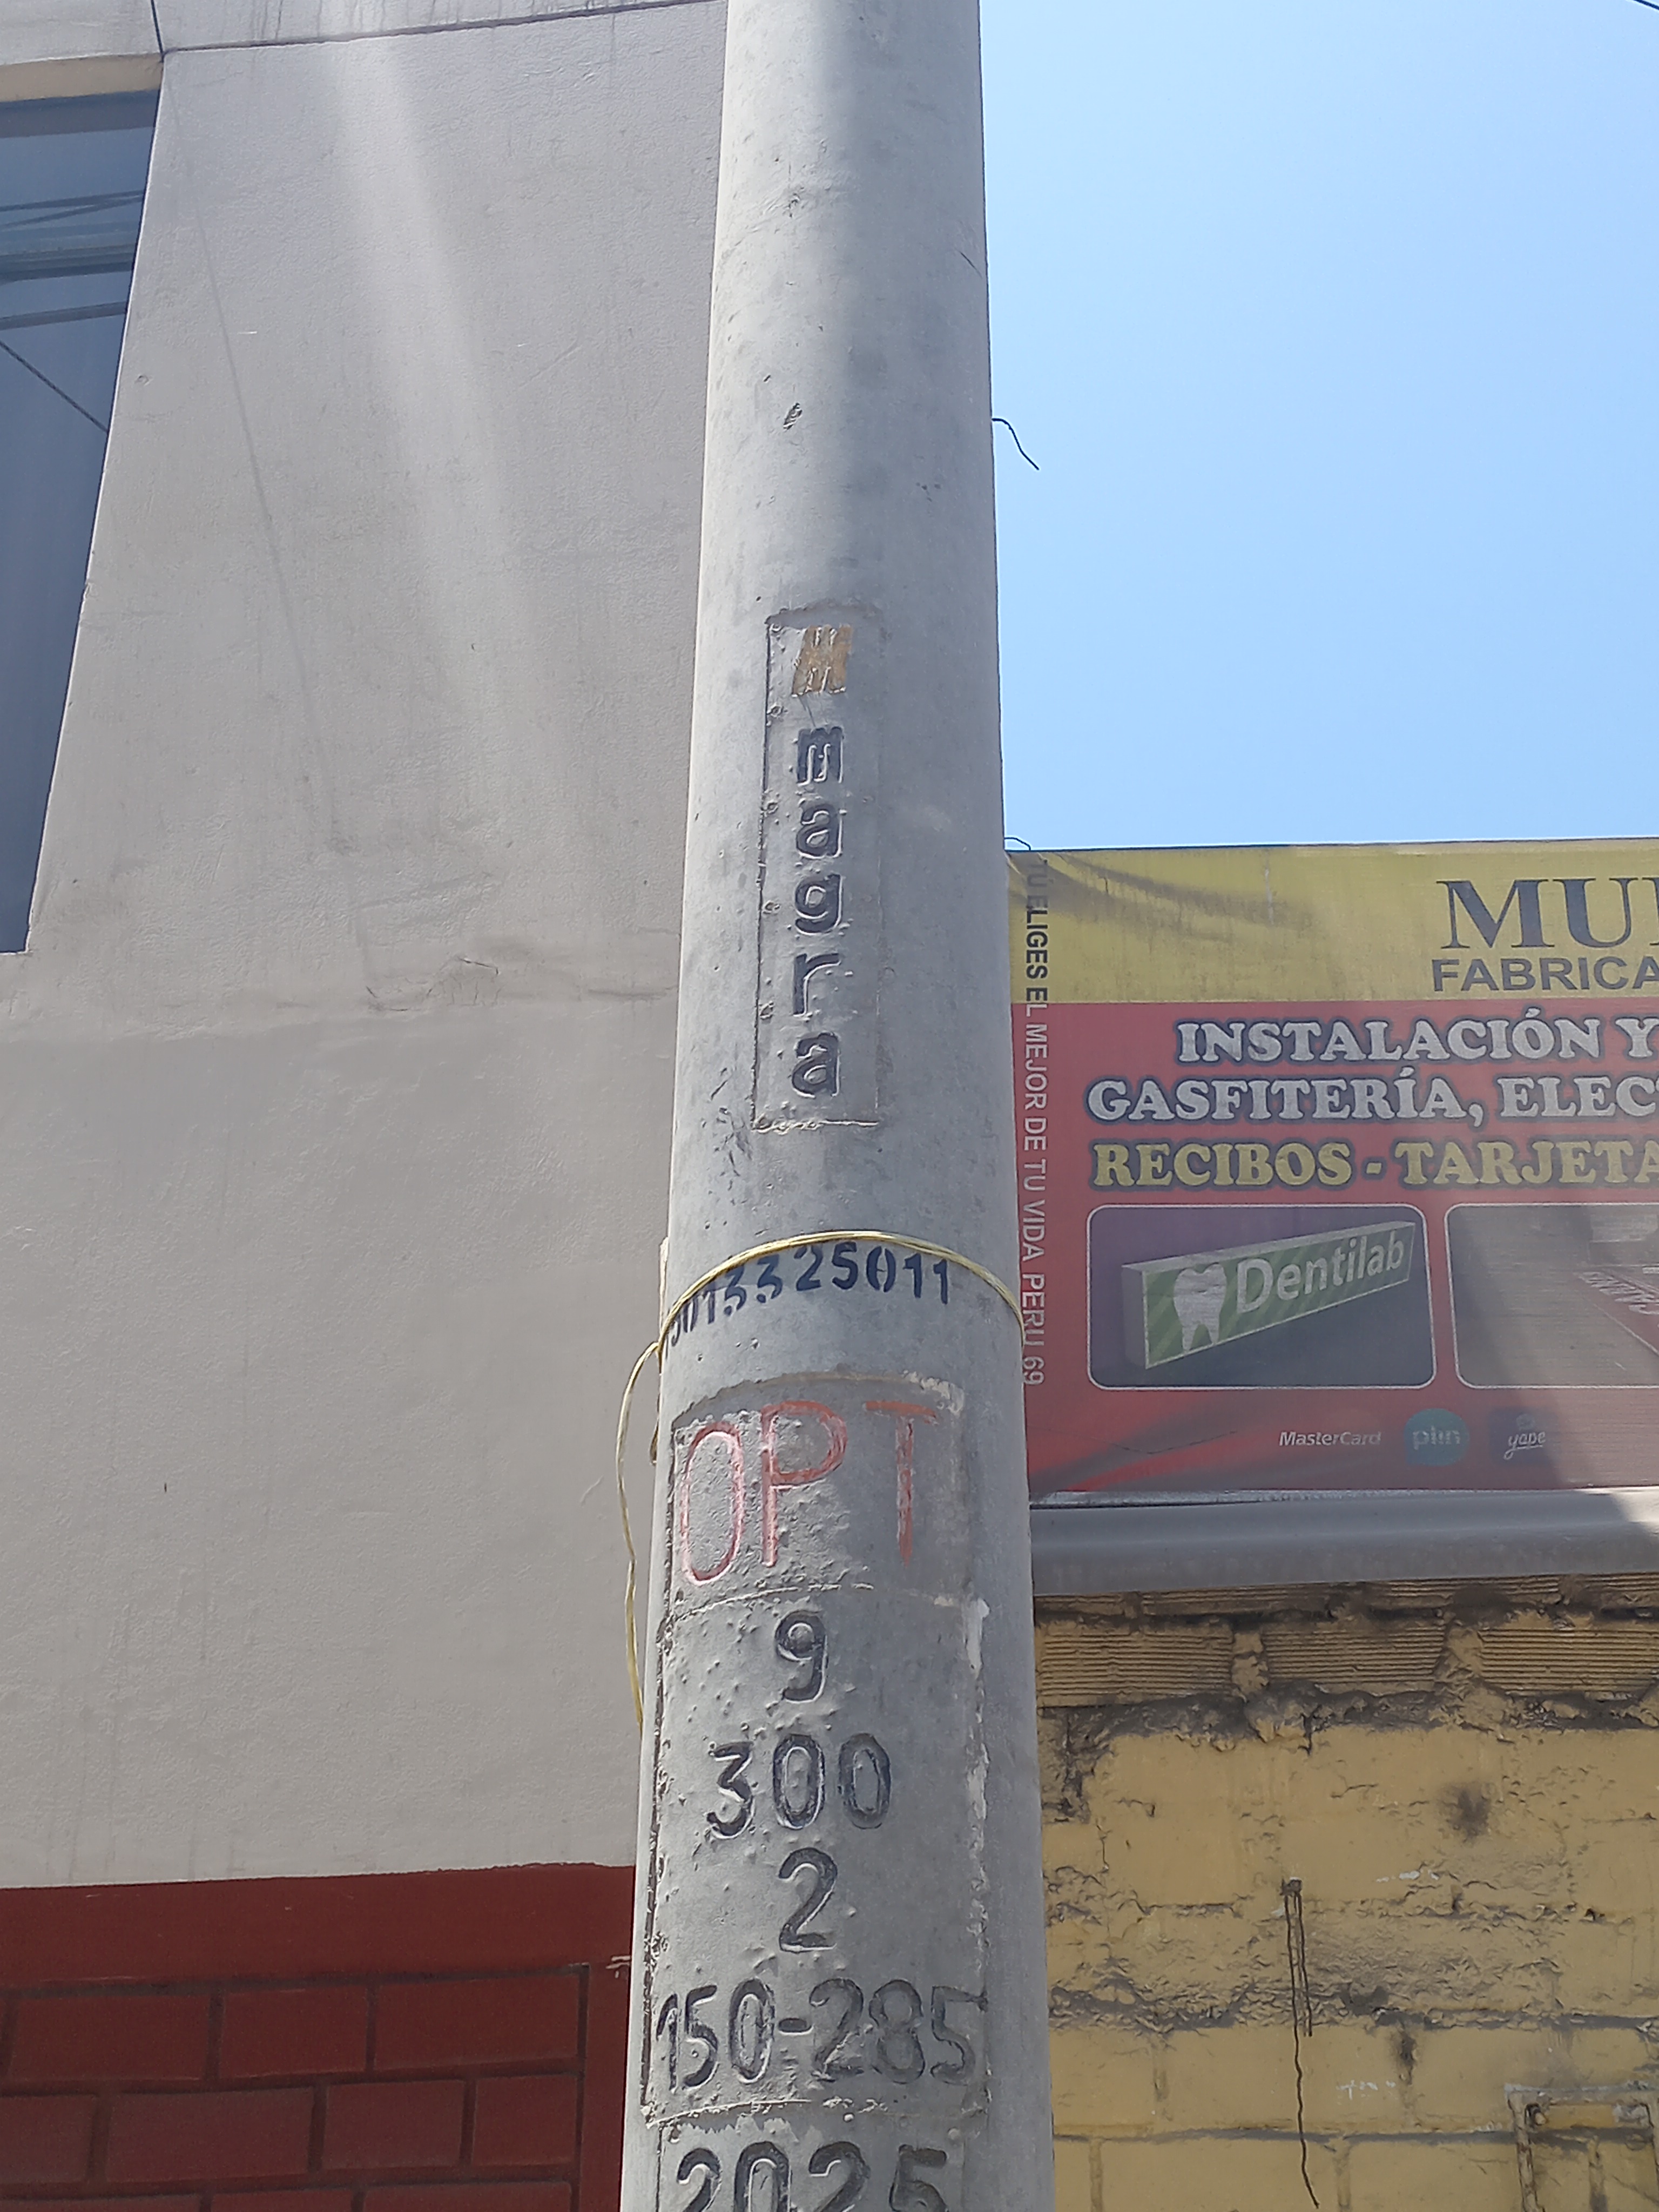 magra
013325011
OPT
9
300
2
150-285
2025
TU ELIGES EL MEJOR DE TU VIDA PERU 69
MU
FABRICA
INSTALACIÓN Y
GASFITERÍA, ELEC
RECIBOS - TARJETA
Dentilab
MasterCard
plin
yape